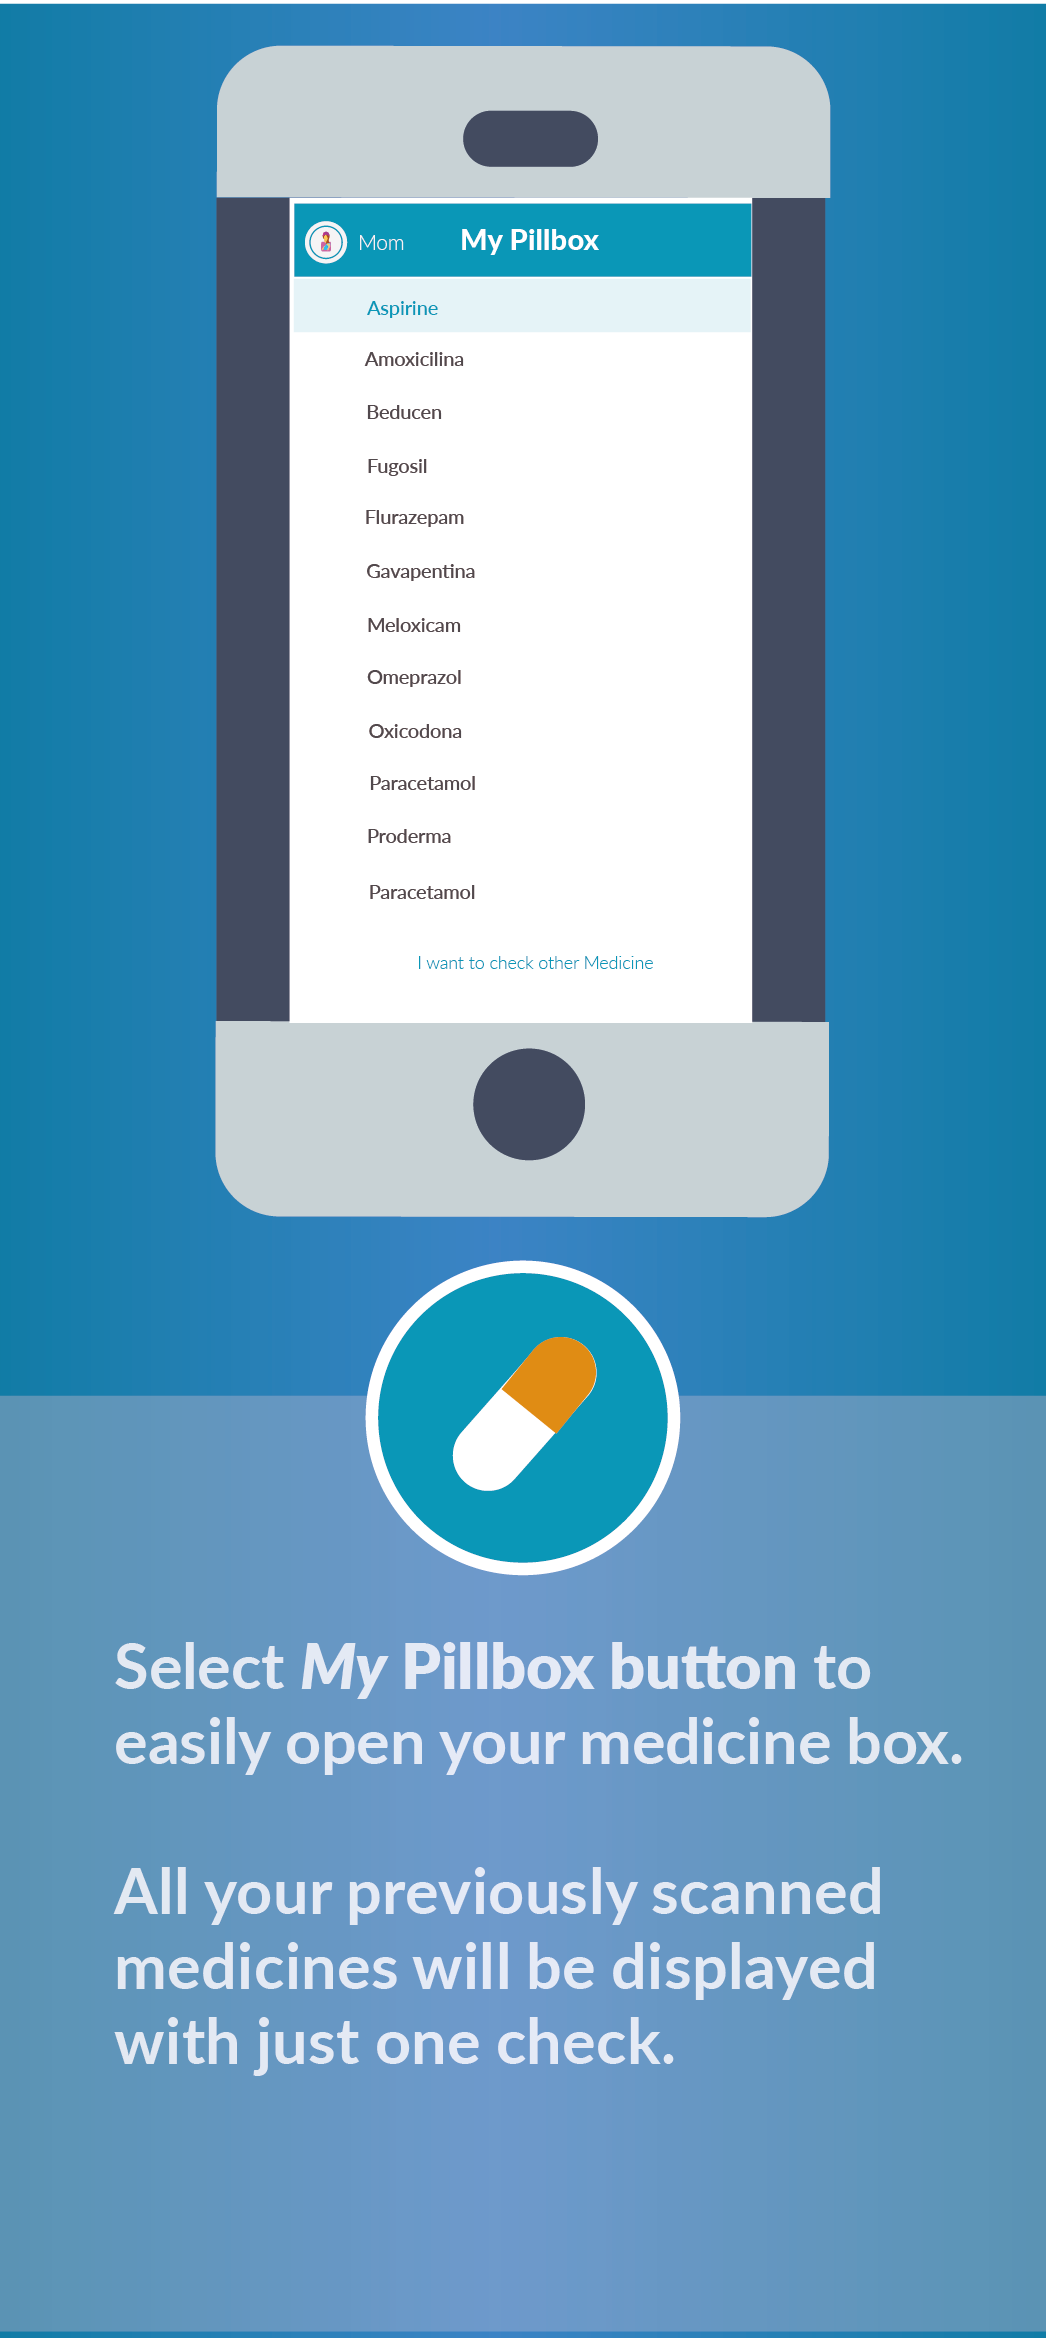 Mom My Pillbox
Aspirine
Amoxicilina
Beducen
Fugosil
Flurazepam
Gavapentina
Meloxicam
Omeprazol
Oxicodona
Paracetamol
Proderma
Paracetamol
I want to check other Medicine
Select My Pillbox button to
easily open your medicine box.
All your previously scanned
medicines will be displayed
with just one check.